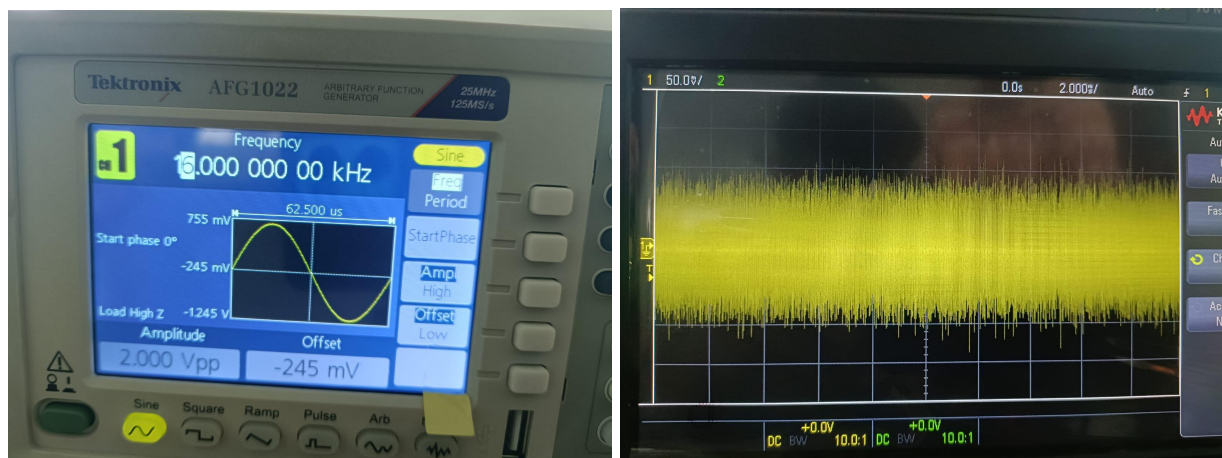 Tektronix AFG1022 ARBITRARY FUNCTION GENERATOR 25MHz 125MS/s
CH 1
Frequency
16.000 000 00 kHz
Sine
Freq
Period
StartPhase
Ampl
High
Offset
Low
62.500 us
755 mV
Start phase 0°
-245 mV
Load High Z
-1.245 V
Amplitude
2.000 Vpp
Offset
-245 mV
Sine Square Ramp Pulse Arb
1 50.0V/ 2 0.0s 2.000s/ Auto 1
T
+0.0V +0.0V
DC BW 10.0:1 DC BW 10.0:1